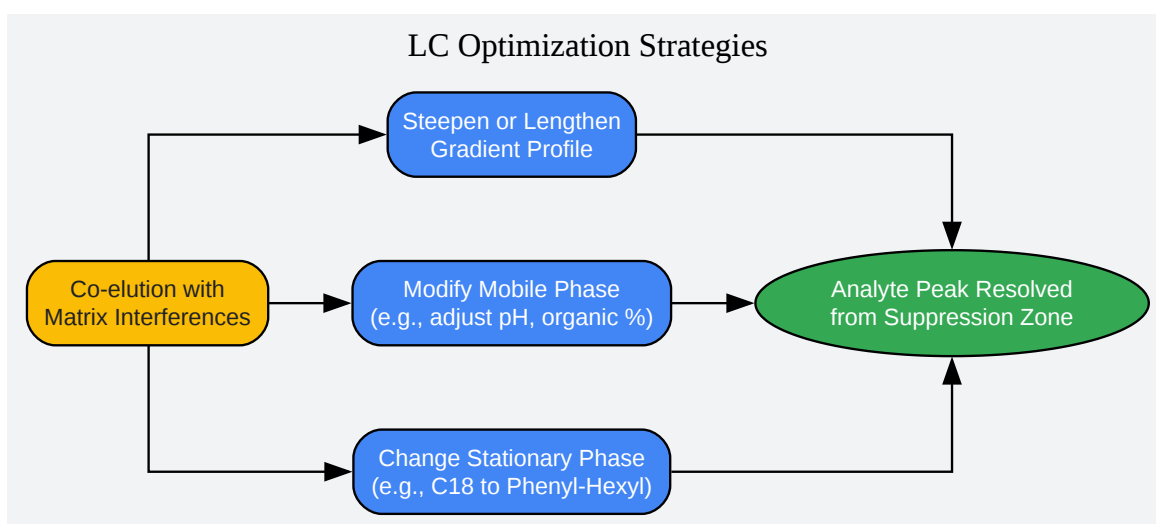 LC Optimization Strategies
Steepen or Lengthen
Gradient Profile
Co-elution with
Matrix Interferences
Modify Mobile Phase
(e.g., adjust pH, organic %)
Analyte Peak Resolved
from Suppression Zone
Change Stationary Phase
(e.g., C18 to Phenyl-Hexyl)